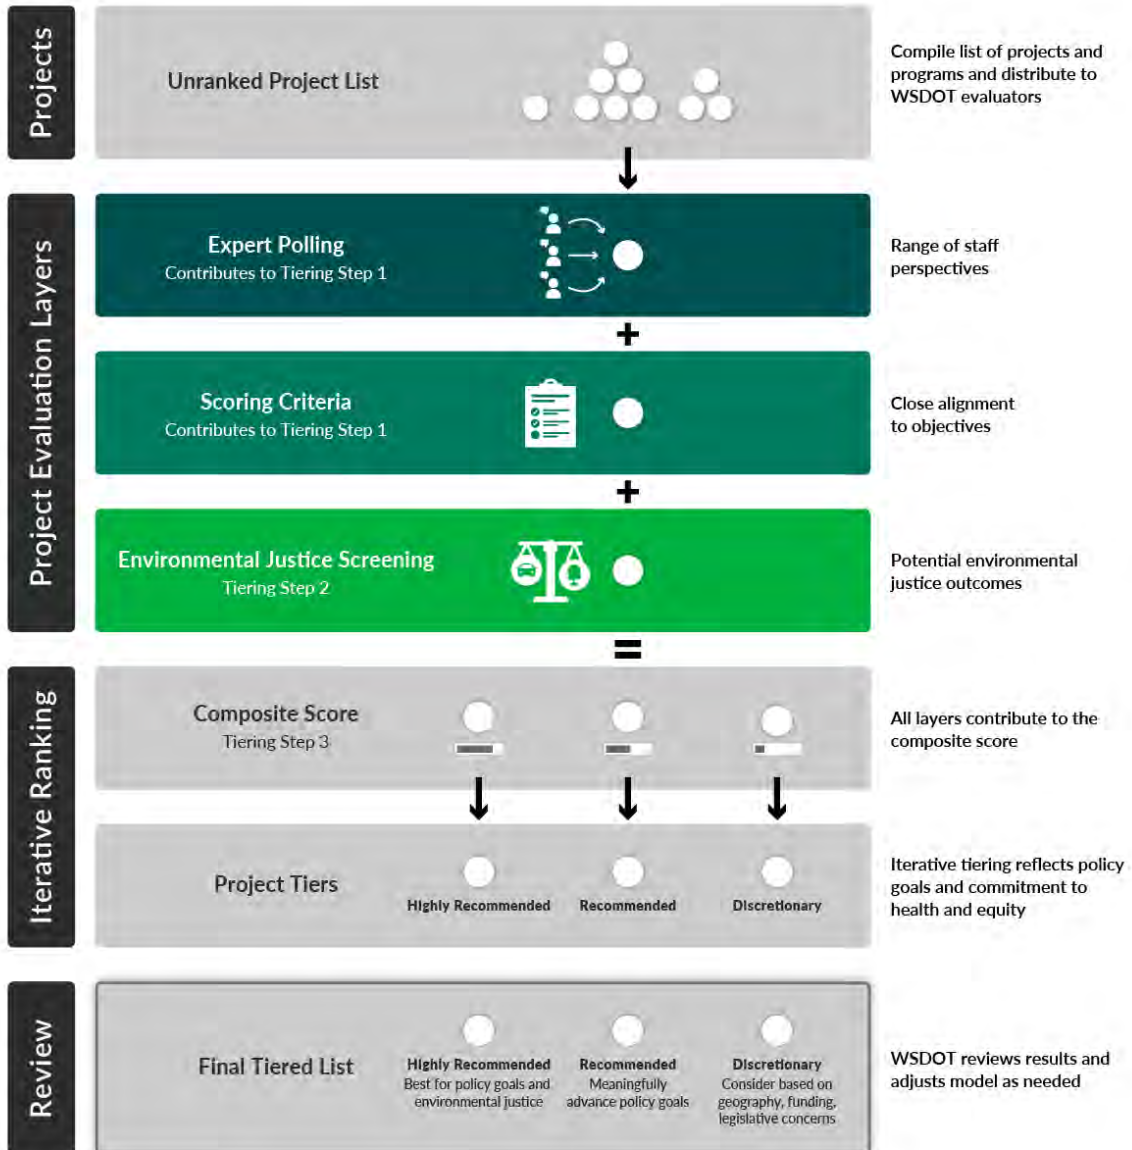 Projects
Unranked Project List
Compile list of projects and
programs and distribute to
WSDOT evaluators
Project Evaluation Layers
Expert Polling
Contributes to Tiering Step 1
Range of staff
perspectives
+
Scoring Criteria
Contributes to Tiering Step 1
Close alignment
to objectives
+
Environmental Justice Screening
Tiering Step 2
Potential environmental
justice outcomes
=
Iterative Ranking
Composite Score
Tiering Step 3
All layers contribute to the
composite score
Project Tiers
Highly Recommended
Recommended
Discretionary
Iterative tiering reflects policy
goals and commitment to
health and equity
Review
Final Tiered List
Highly Recommended
Best for policy goals and
environmental justice
Recommended
Meaningfully
advance policy goals
Discretionary
Consider based on
geography, funding,
legislative concerns
WSDOT reviews results and
adjusts model as needed